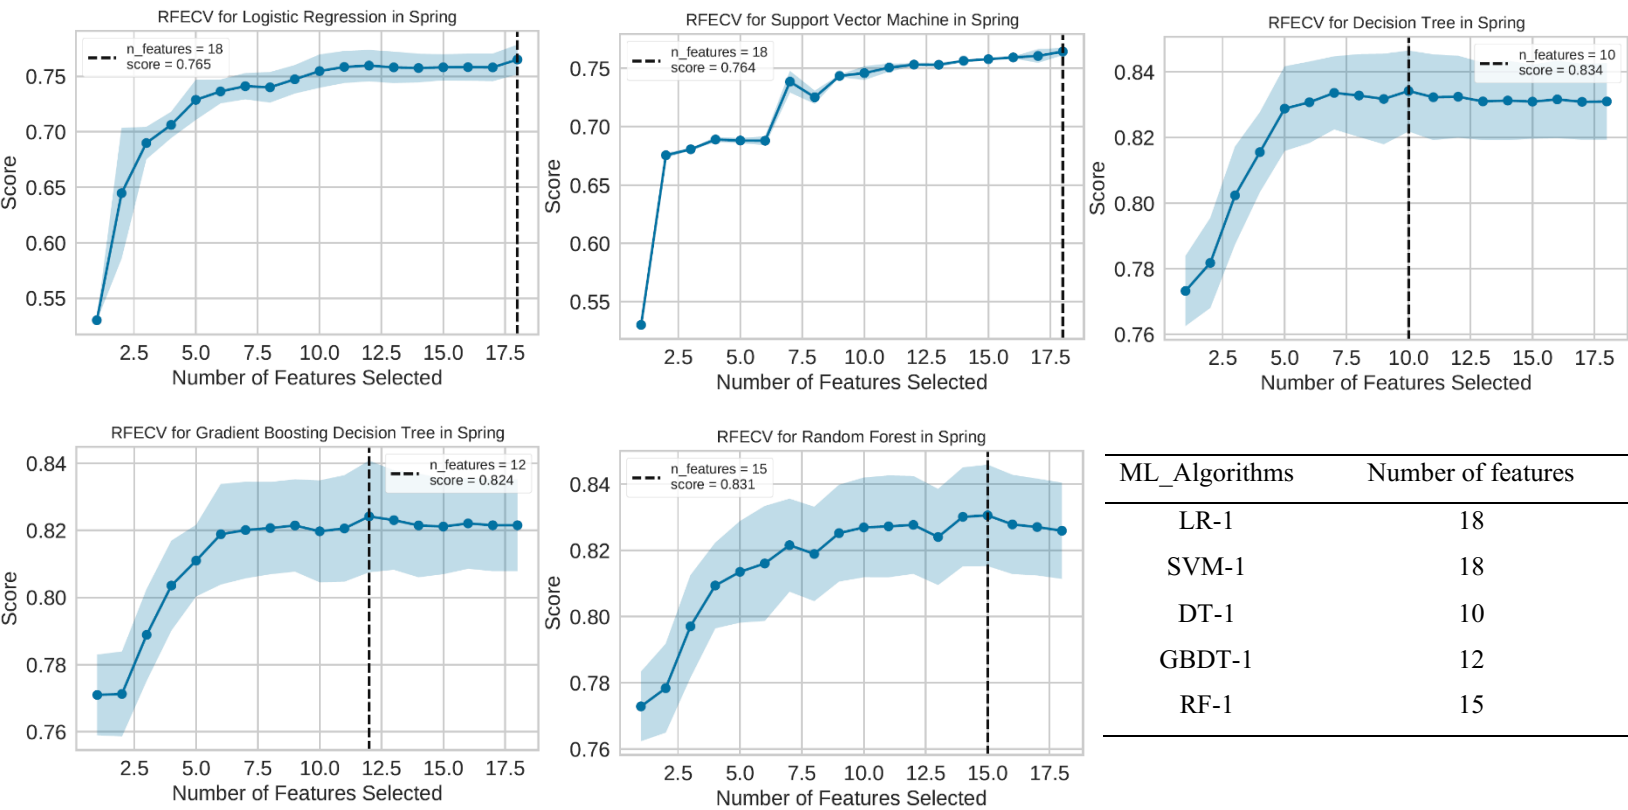 RFECV for Logistic Regression in Spring
n_features = 18
score = 0.765
0.75
0.70
0.65
0.60
0.55
Score
2.5 5.0 7.5 10.0 12.5 15.0 17.5
Number of Features Selected
RFECV for Support Vector Machine in Spring
n_features = 18
score = 0.764
0.75
0.70
0.65
0.60
0.55
Score
2.5 5.0 7.5 10.0 12.5 15.0 17.5
Number of Features Selected
RFECV for Decision Tree in Spring
n_features = 10
score = 0.834
0.84
0.82
0.80
0.78
0.76
Score
2.5 5.0 7.5 10.0 12.5 15.0 17.5
Number of Features Selected
RFECV for Gradient Boosting Decision Tree in Spring
n_features = 12
score = 0.824
0.84
0.82
0.80
0.78
0.76
Score
2.5 5.0 7.5 10.0 12.5 15.0 17.5
Number of Features Selected
RFECV for Random Forest in Spring
n_features = 15
score = 0.831
0.84
0.82
0.80
0.78
0.76
Score
2.5 5.0 7.5 10.0 12.5 15.0 17.5
Number of Features Selected
ML_Algorithms Number of features
LR-1 18
SVM-1 18
DT-1 10
GBDT-1 12
RF-1 15